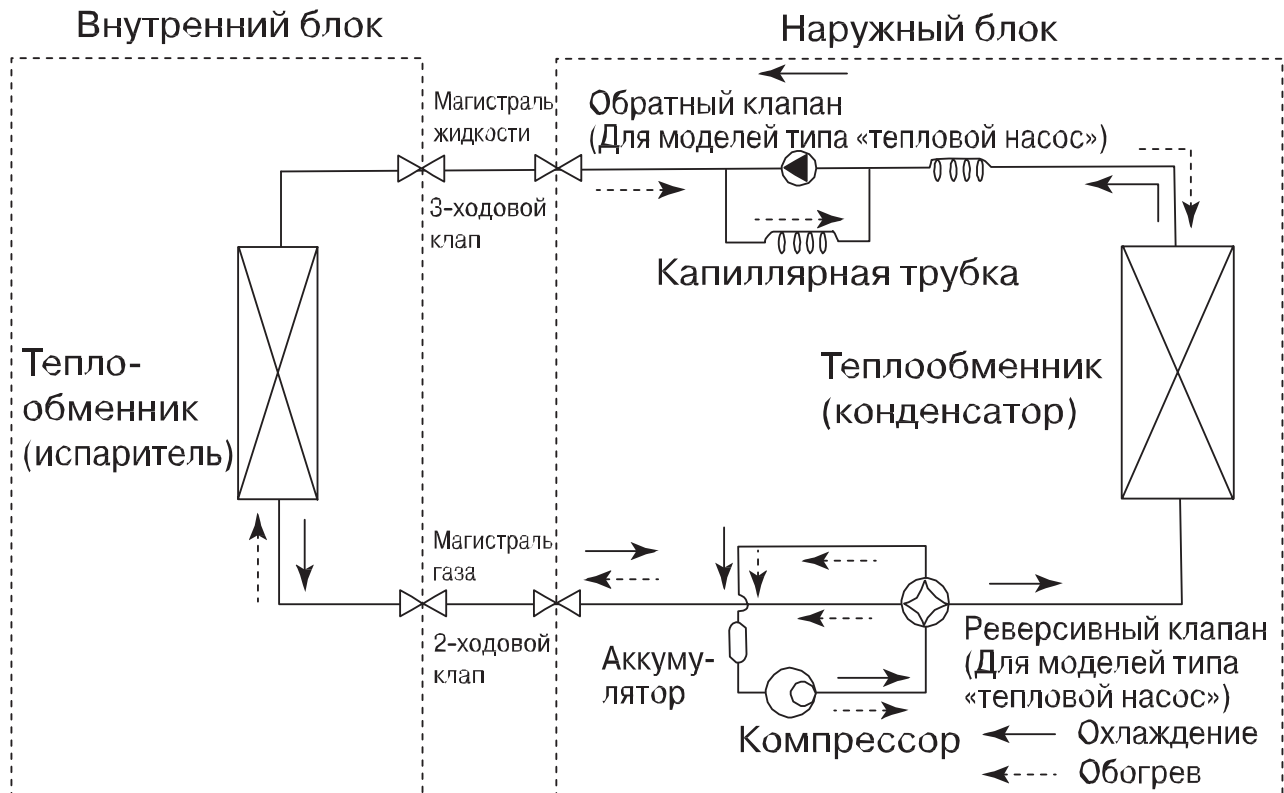 Внутренний блок
Наружный блок
Магистраль
жидкости
Обратный клапан
(Для моделей типа «тепловой насос»)
3-ходовой
клап
Капиллярная трубка
Тепло-
обменник
(испаритель)
Теплообменник
(конденсатор)
Магистраль
газа
2-ходовой
клап
Аккуму-
лятор
Компрессор
Реверсивный клапан
(Для моделей типа
«тепловой насос»)
Охлаждение
Обогрев